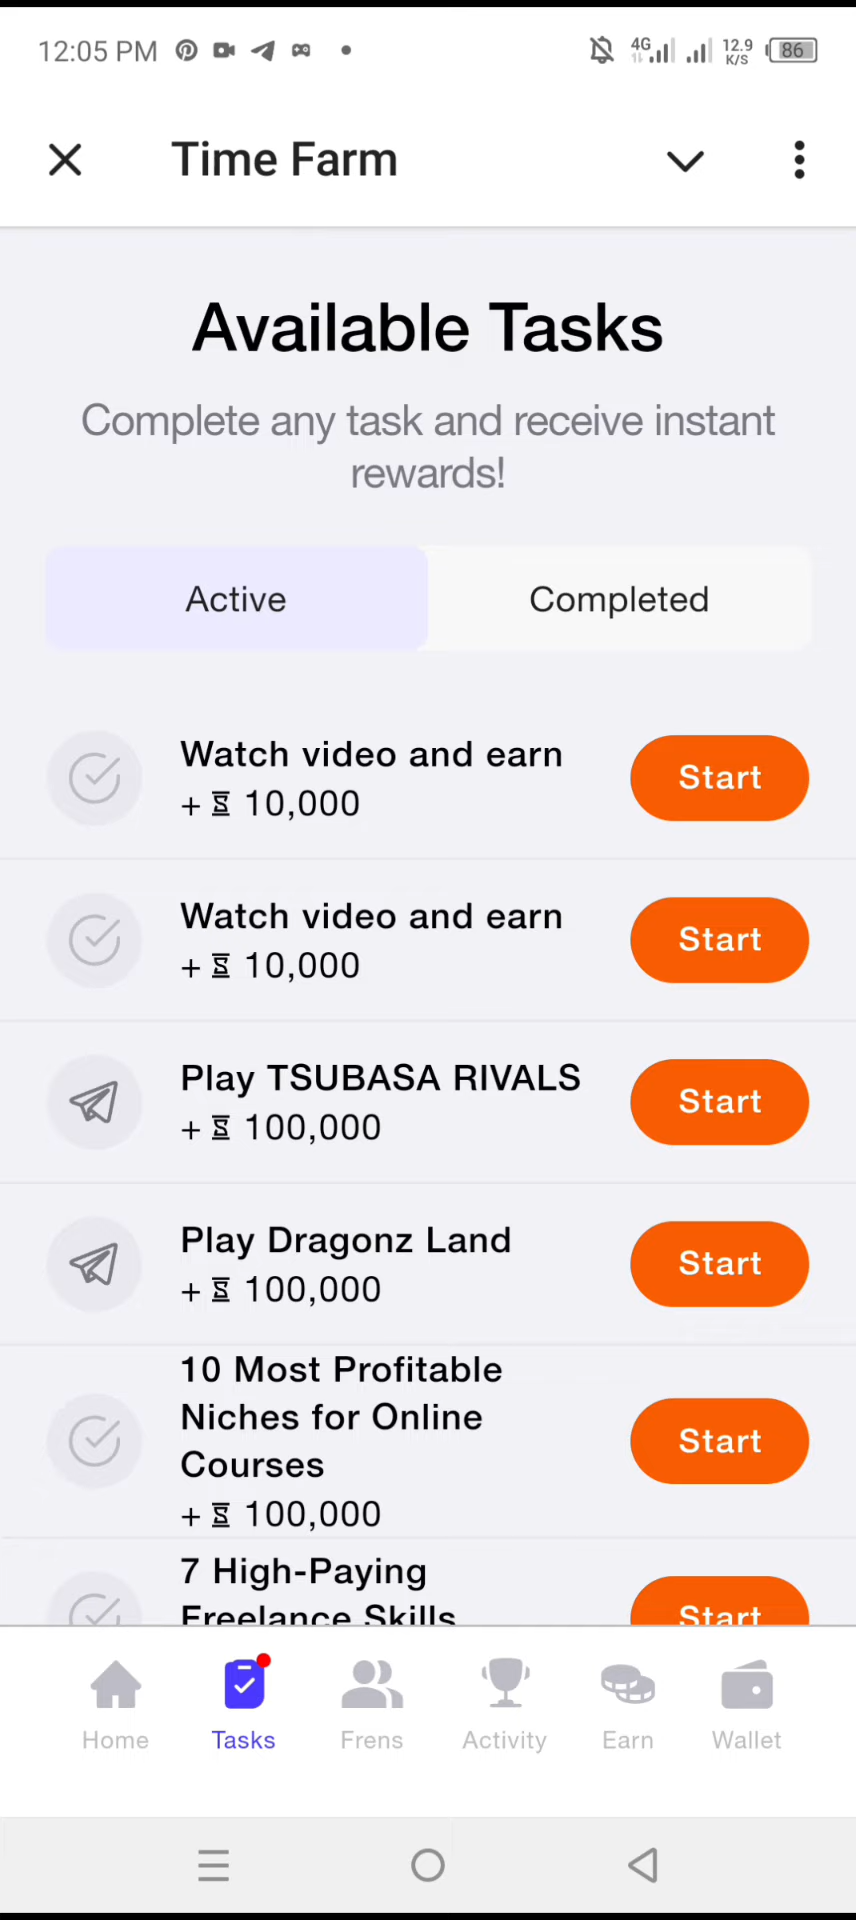 12:05 PM
4G
12.9
K/S
86
Time Farm
Available Tasks
Complete any task and receive instant
rewards!
Active
Completed
Watch video and earn
+ 10,000
Start
Watch video and earn
+ 10,000
Start
Play TSUBASA RIVALS
+ 100,000
Start
Play Dragonz Land
+ 100,000
Start
10 Most Profitable
Niches for Online
Courses
+ 100,000
Start
7 High-Paying
Freelance Skills
Start
Home
Tasks
Frens
Activity
Earn
Wallet